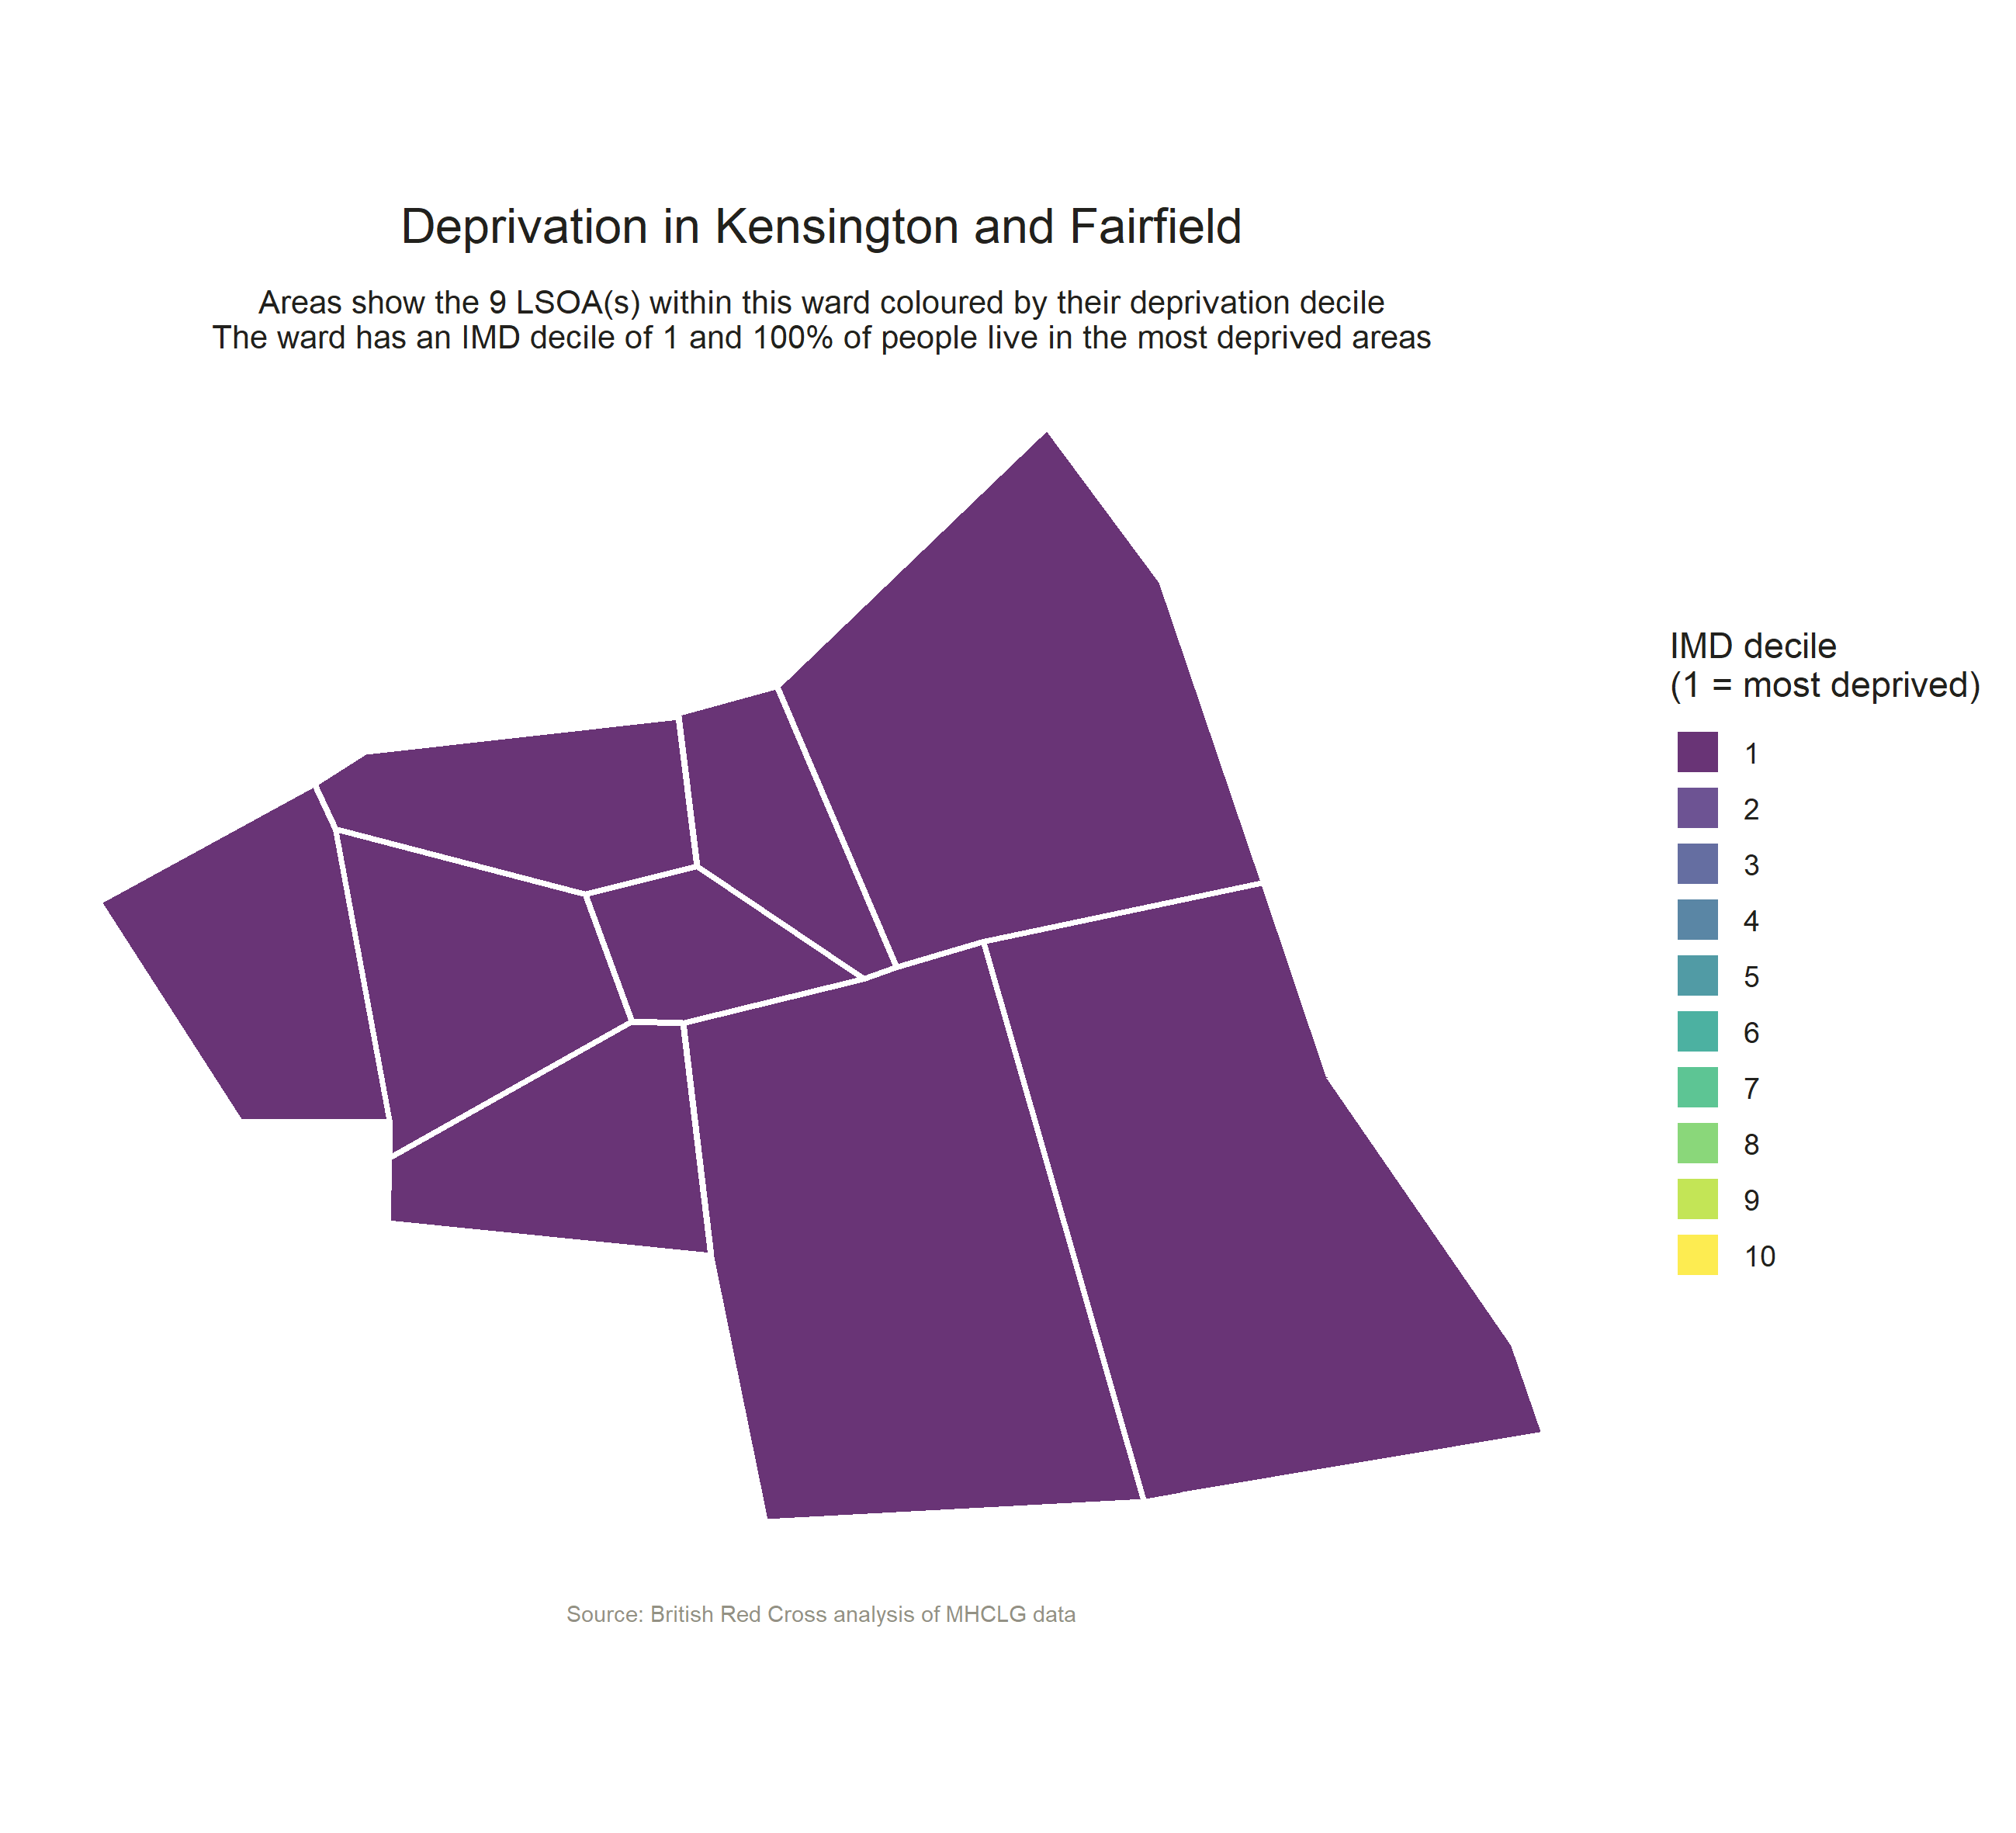 Deprivation in Kensington and Fairfield
Areas show the 9 LSOA(s) within this ward coloured by their deprivation decile
The ward has an IMD decile of 1 and 100% of people live in the most deprived areas
IMD decile
(1 = most deprived)
1
2
3
4
5
6
7
8
9
10
Source: British Red Cross analysis of MHCLG data